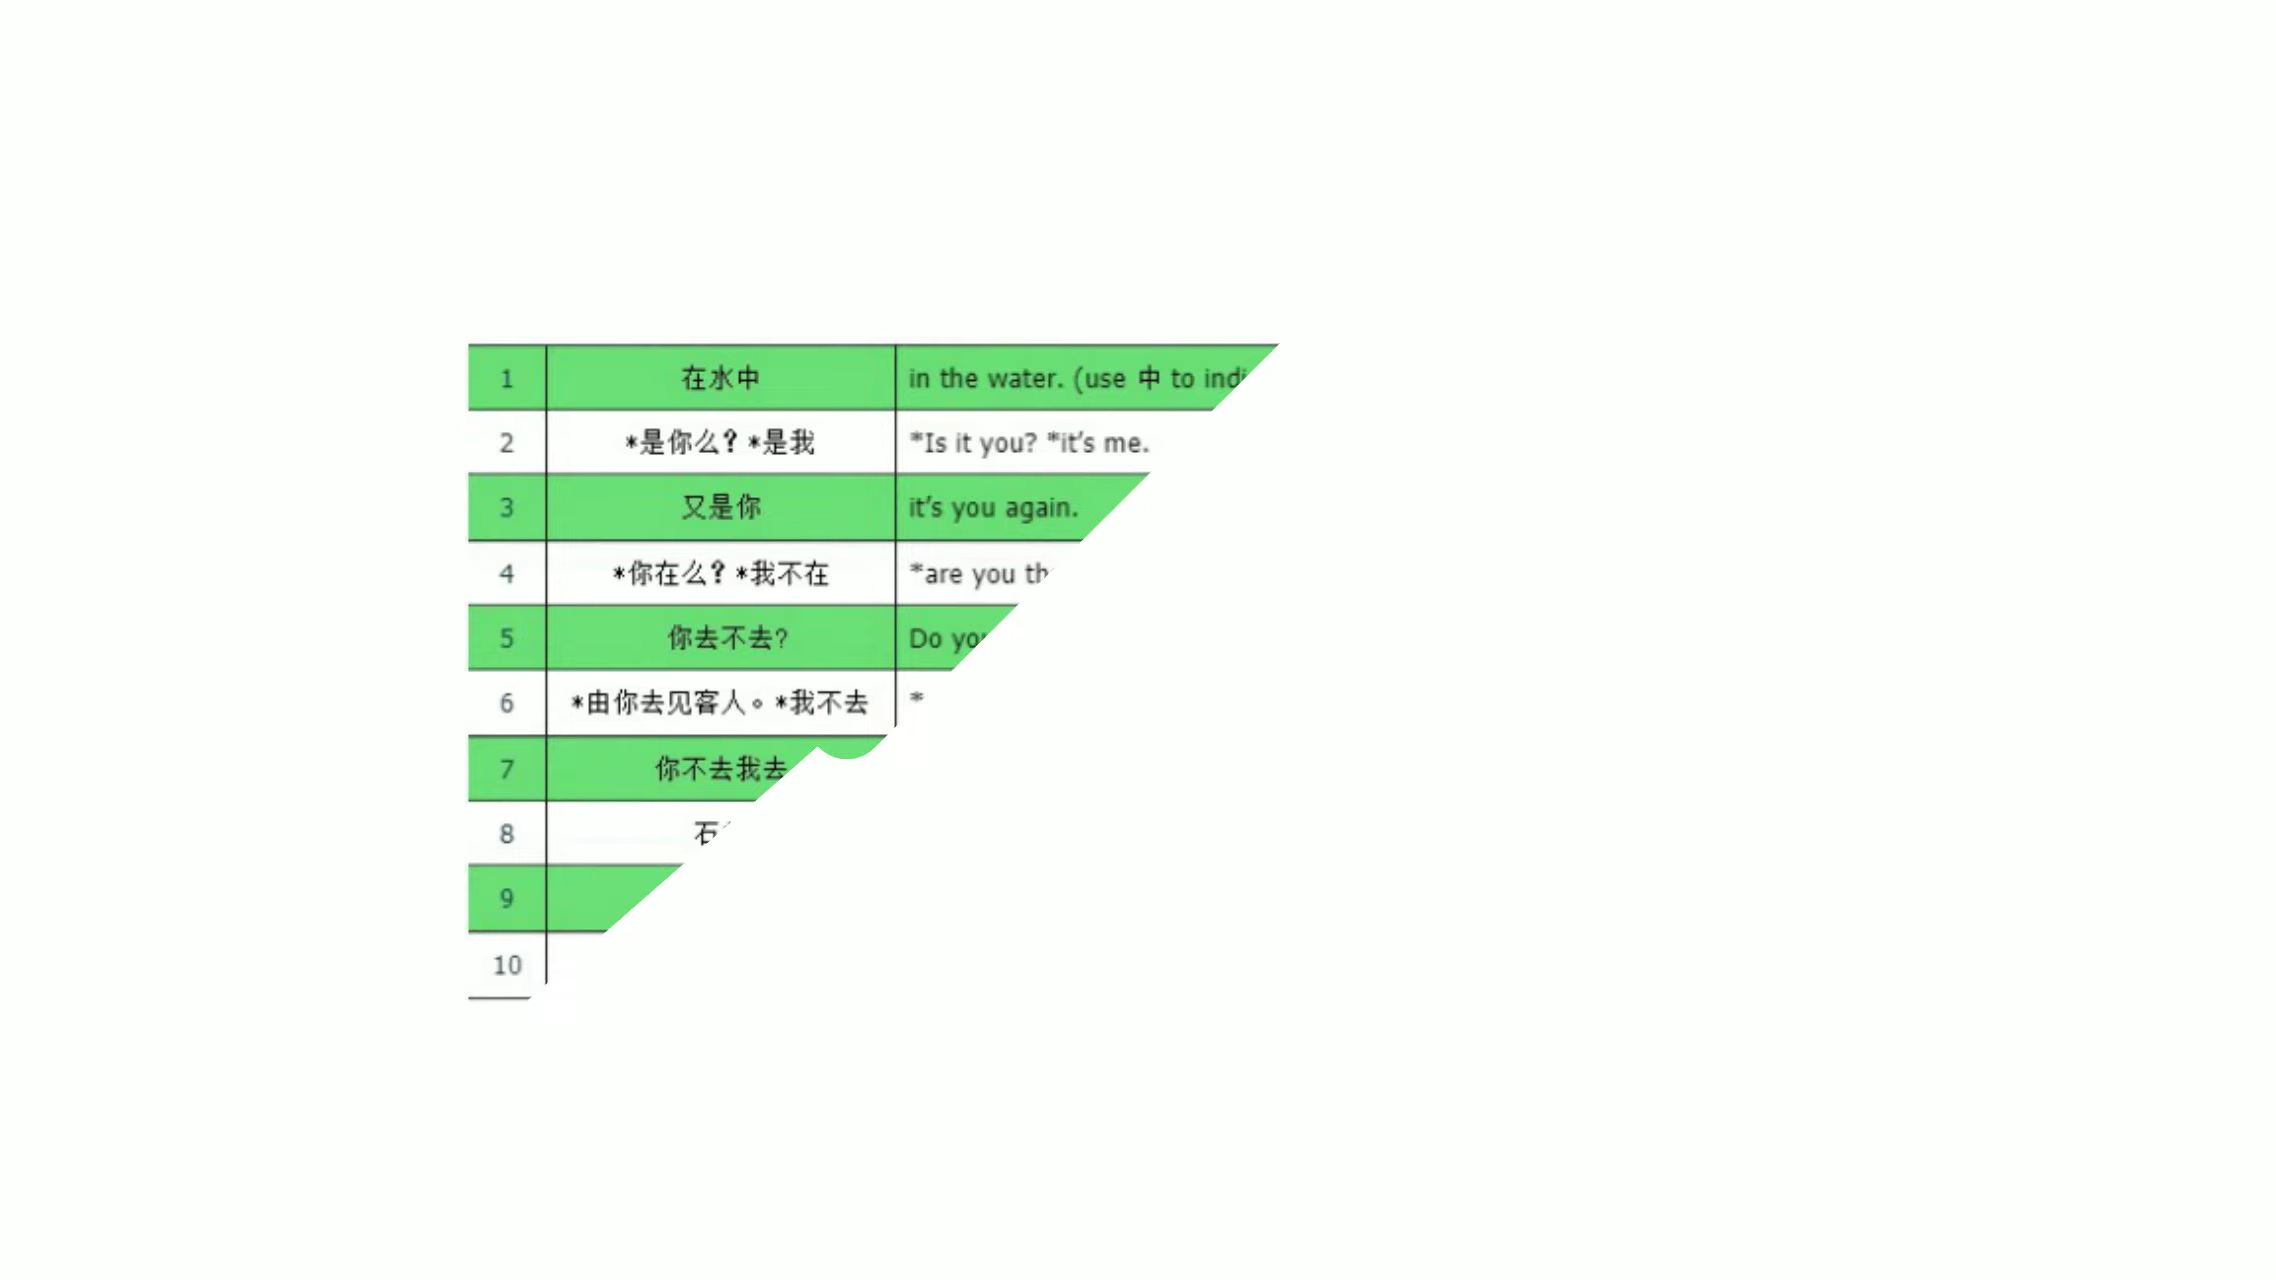 1 在水中 in the water. (use 中 to
2 *是你么? *是我 *Is it you? *it's me.
3 又是你 it's you again.
4 *你在么? *我不在 *are you
5 你去不去? Do
6 *由你去见客人。*我不去 *
7 你不去我去
8 石
9
10